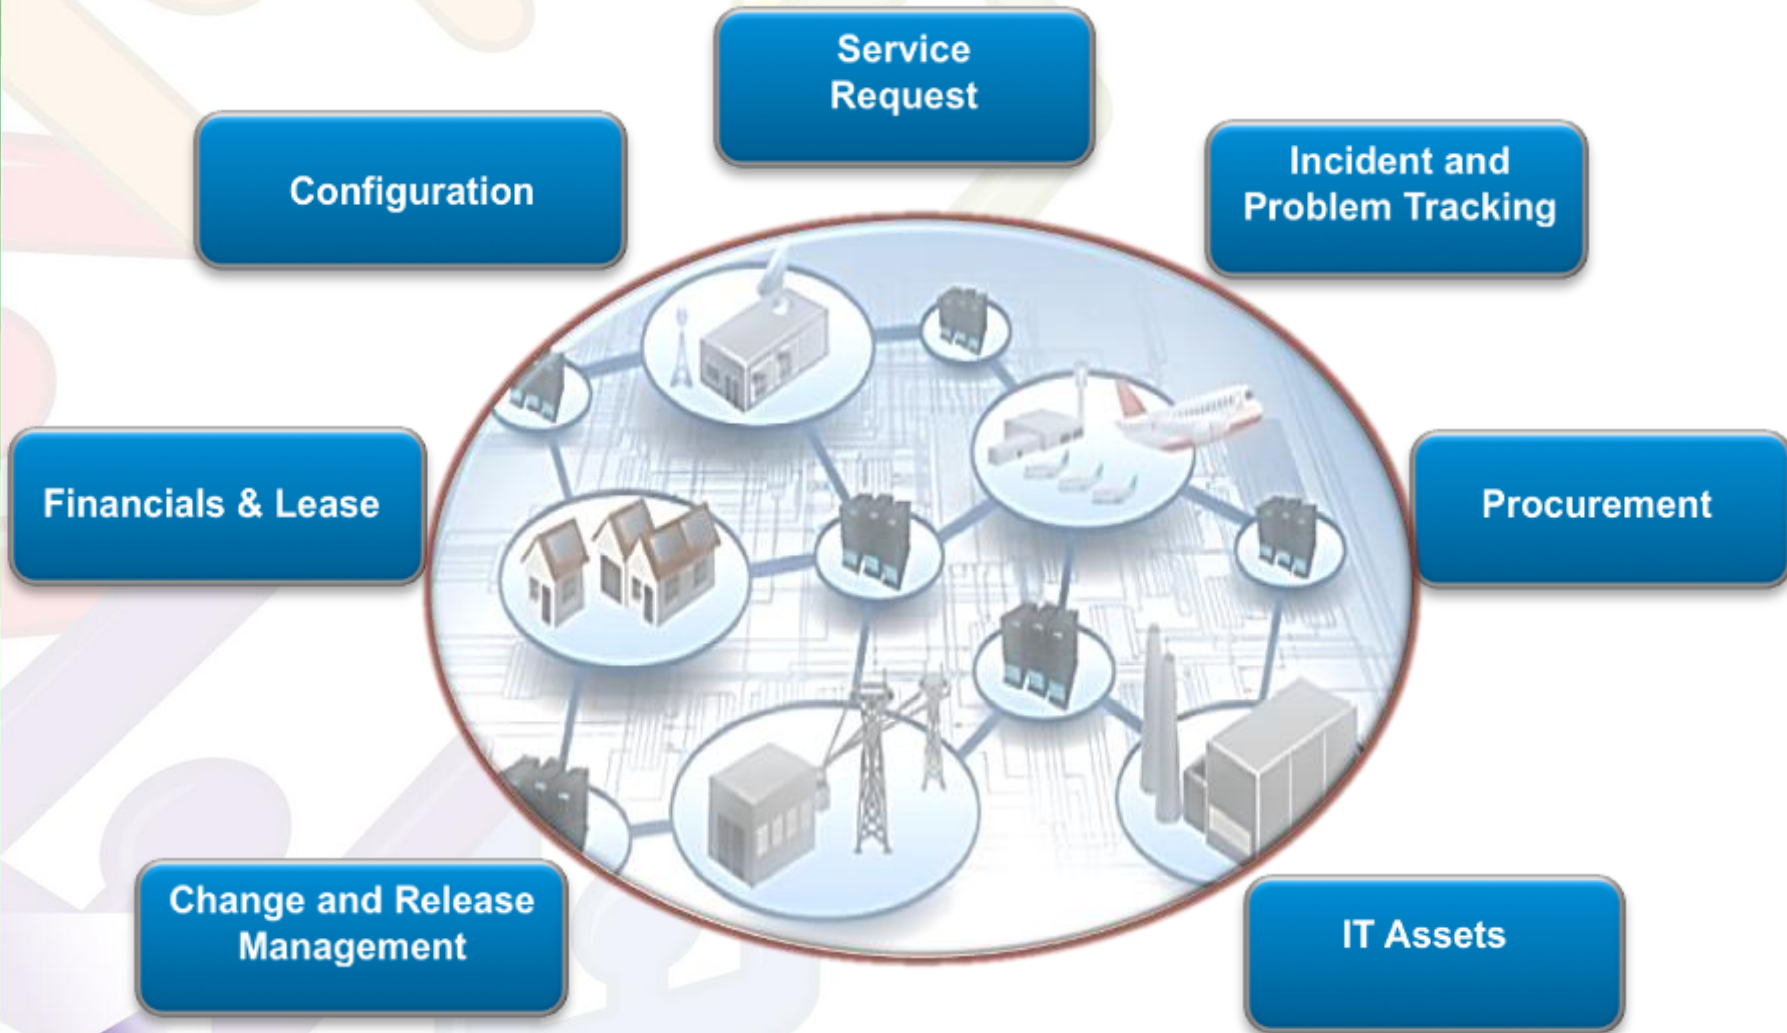 Service
Request
Configuration
Incident and
Problem Tracking
Financials & Lease
Procurement
Change and Release
Management
IT Assets